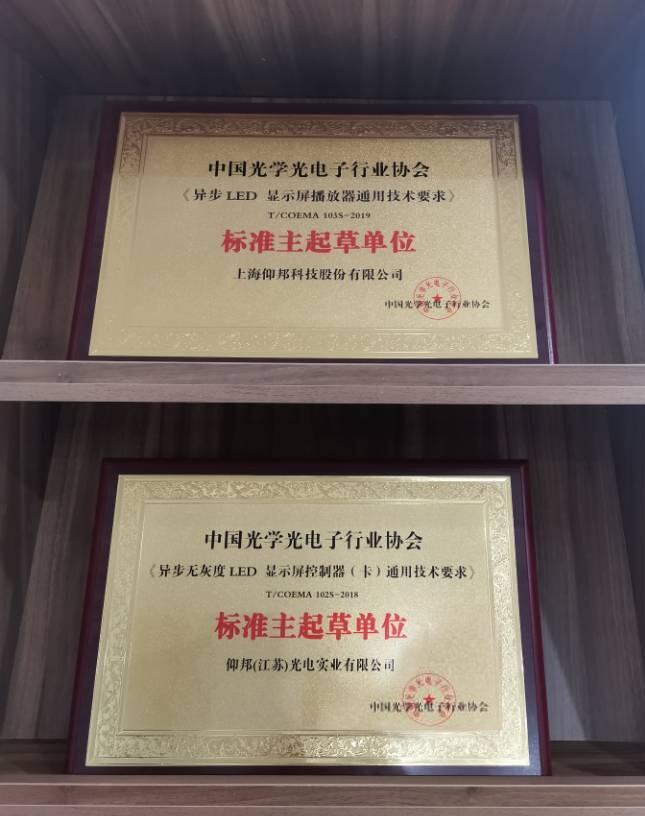 中国光学光电子行业协会
《异步LED 显示屏播放器通用技术要求》
T/COEMA 103S-2019
标准主起草单位
上海仰邦科技股份有限公司
中国光学光电子行业协会
中国光学光电子行业协会
《异步无灰度LED 显示屏控制器（卡）通用技术要求》
T/COEMA 102S-2018
标准主起草单位
仰邦(江苏)光电实业有限公司
中国光学光电子行业协会